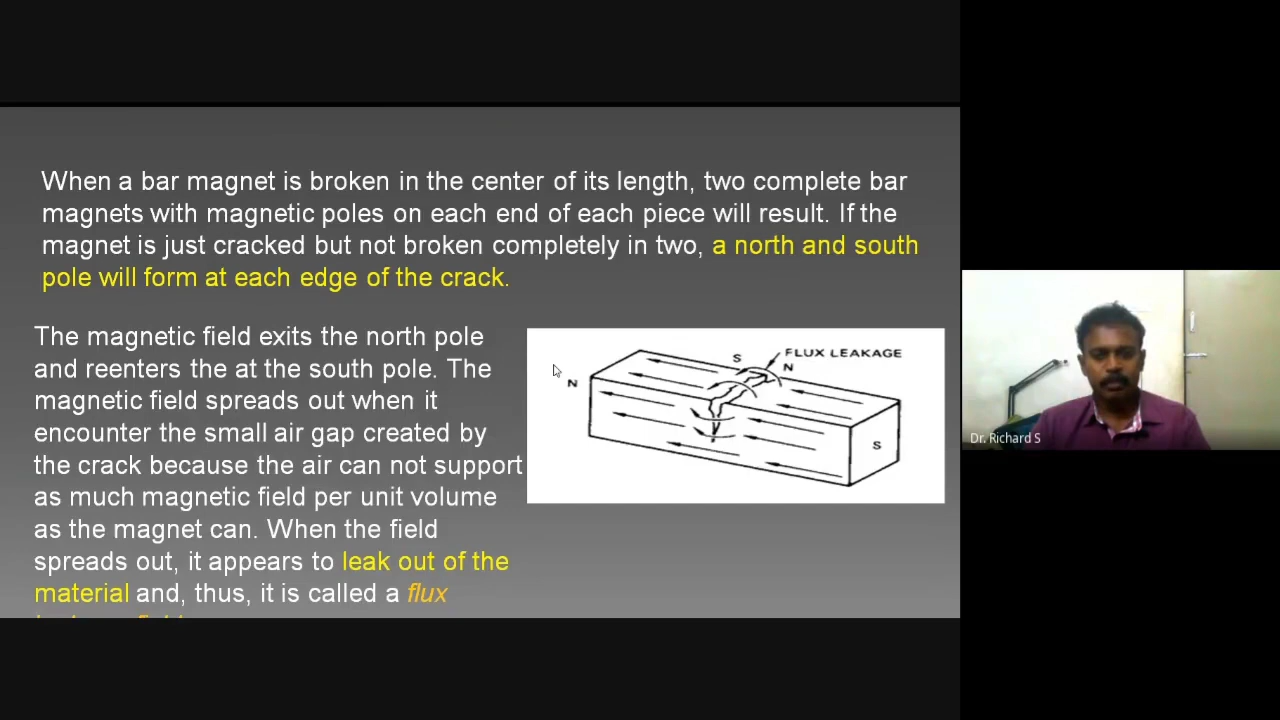 When a bar magnet is broken in the center of its length, two complete bar
magnets with magnetic poles on each end of each piece will result. If the
magnet is just cracked but not broken completely in two, a north and south
pole will form at each edge of the crack.
The magnetic field exits the north pole
and reenters the at the south pole. The
magnetic field spreads out when it
encounter the small air gap created by
the crack because the air can not support
as much magnetic field per unit volume
as the magnet can. When the field
spreads out, it appears to leak out of the
material and, thus, it is called a flux
S
FLUX LEAKAGE
N
N
S
Dr. Richard S